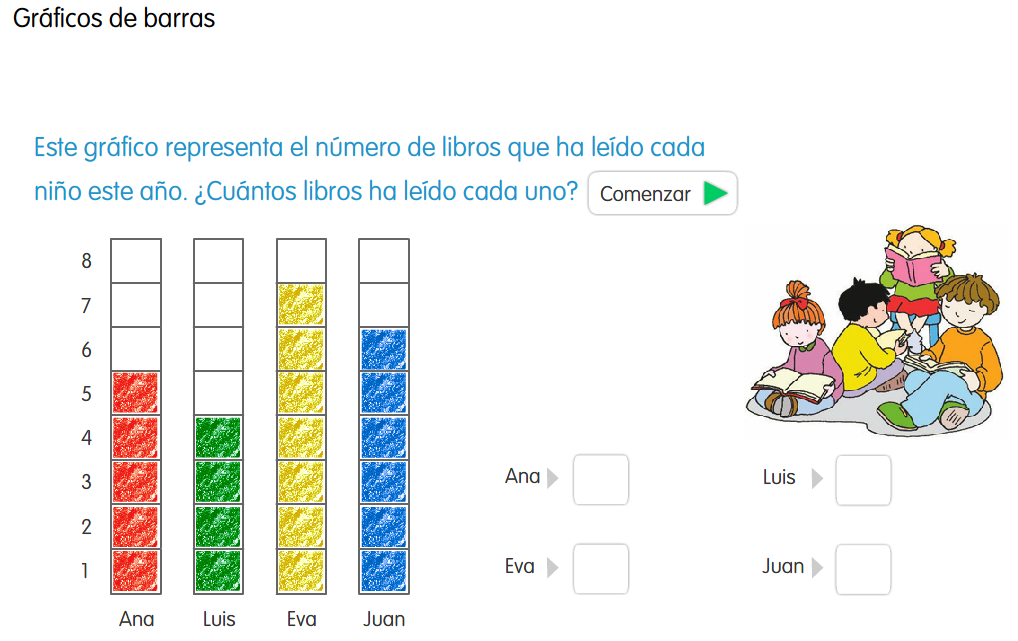 Gráficos de barras
Este gráfico representa el número de libros que ha leído cada
niño este año. ¿Cuántos libros ha leído cada uno?
Comenzar
8
7
6
5
4
3
2
1
Ana
Luis
Eva
Juan
Ana
Luis
Eva
Juan